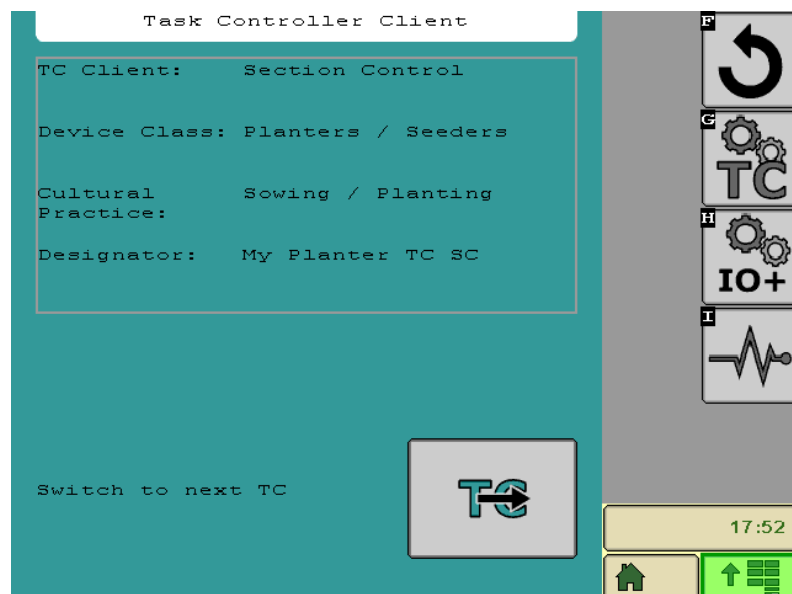 Task Controller Client
TC Client: Section Control
Device Class: Planters / Seeders
Cultural Practice: Sowing / Planting
Designator: My Planter TC SC
Switch to next TC
TC
F
G
TC
H
IO+
I
17:52